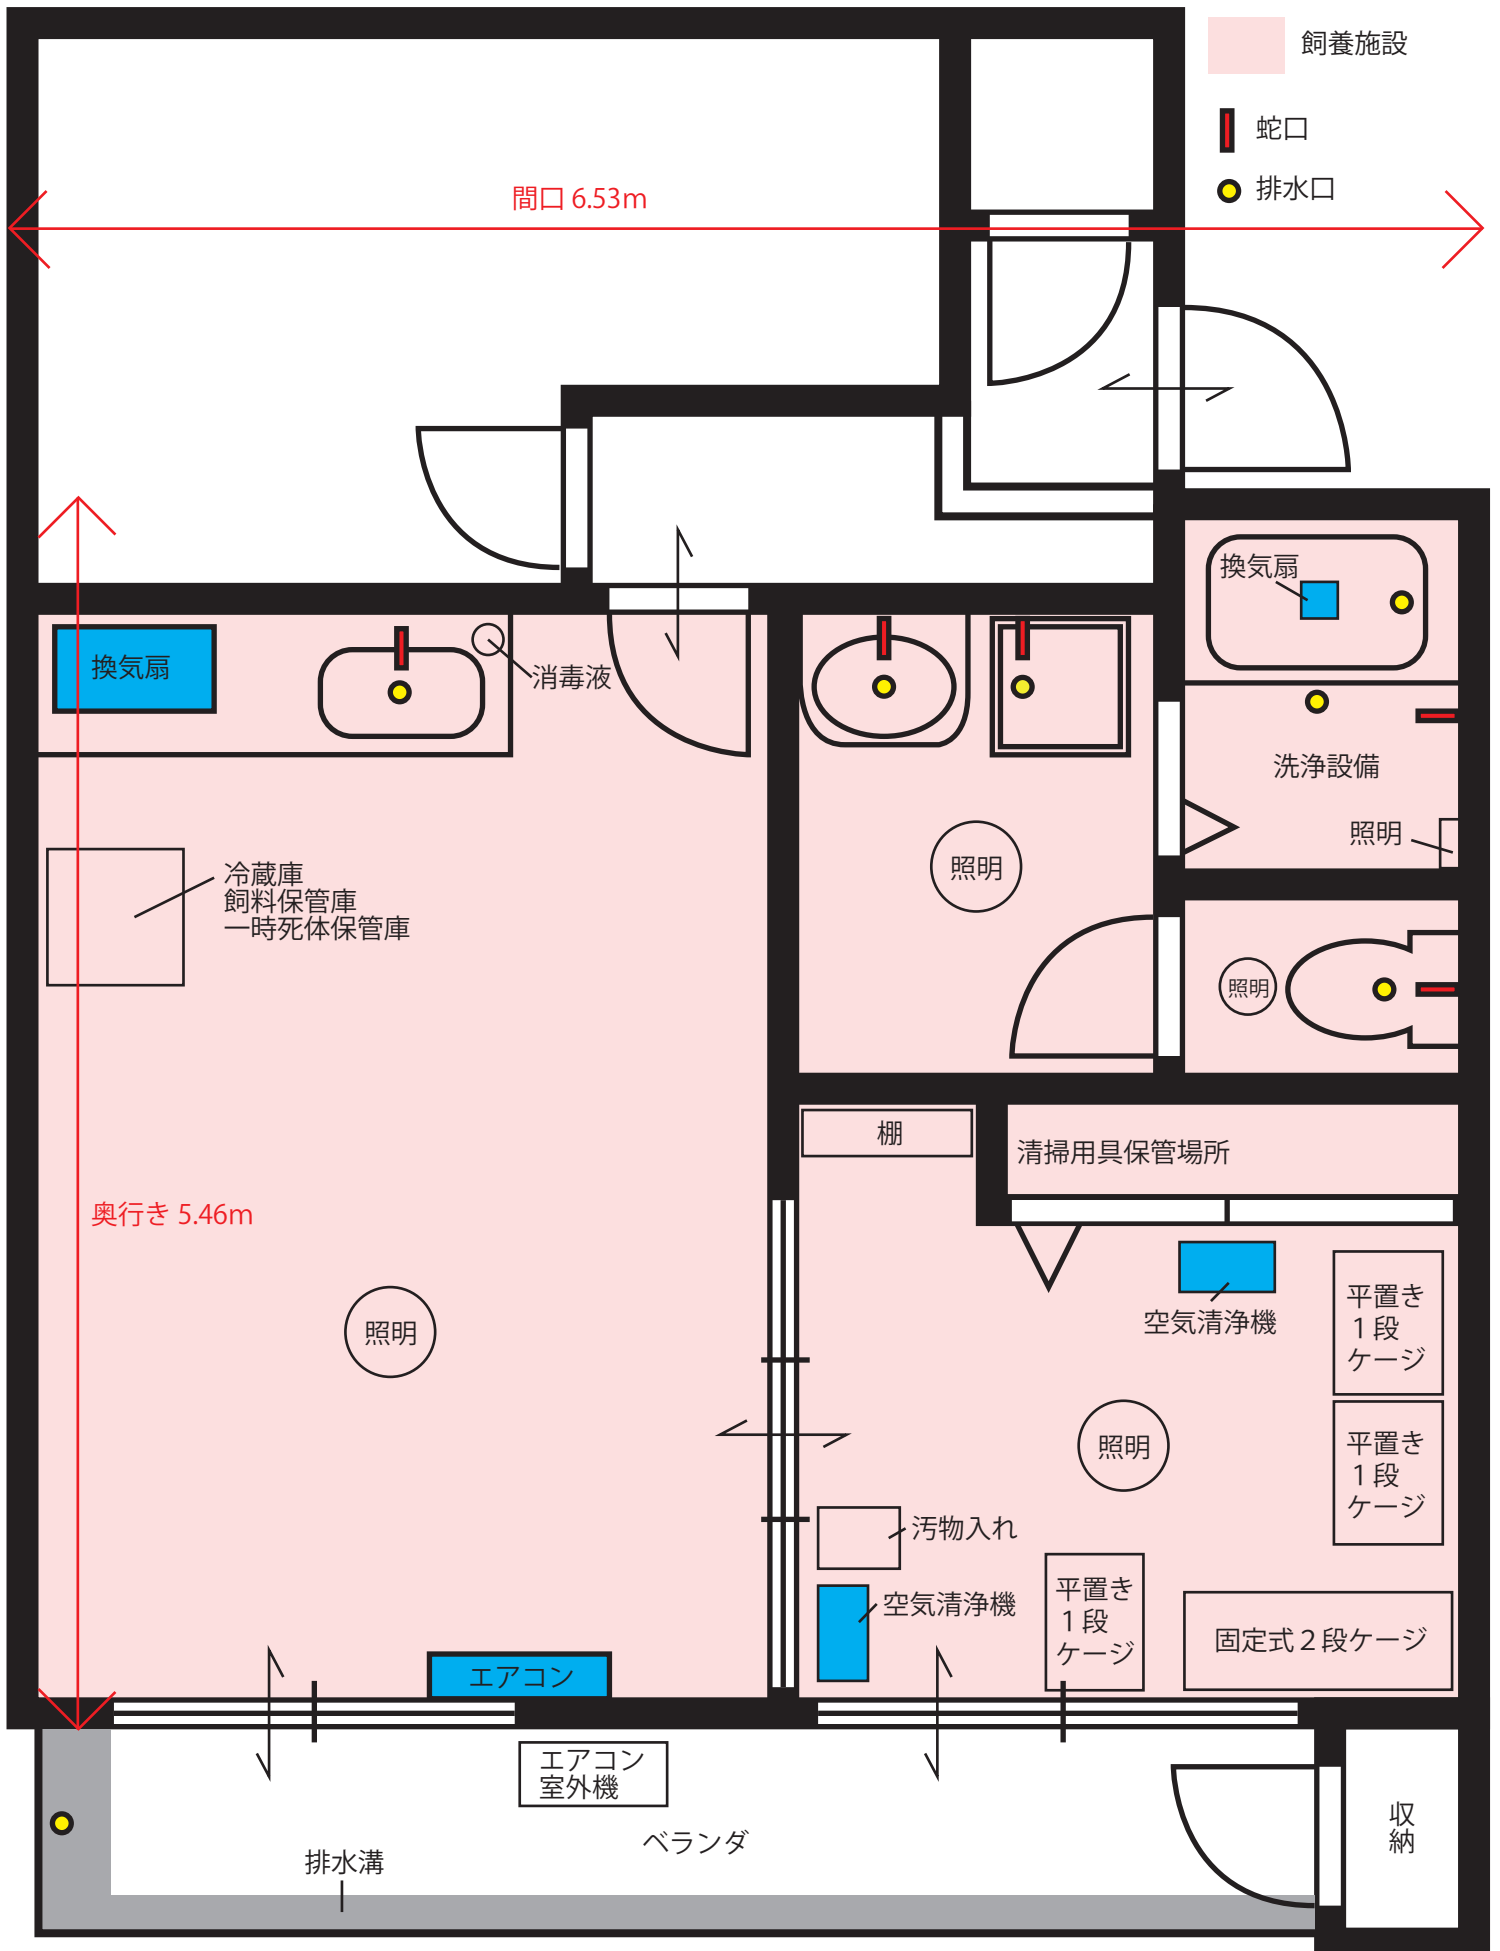 飼養施設
蛇口
排水口
間口 6.53m
換気扇
換気扇
消毒液
洗浄設備
照明
照明
冷蔵庫
飼料保管庫
一時死体保管庫
照明
棚
清掃用具保管場所
奥行き 5.46m
空気清浄機
平置き
１段
ケージ
照明
照明
平置き
１段
ケージ
汚物入れ
空気清浄機
平置き
１段
ケージ
固定式２段ケージ
エアコン
エアコン
室外機
ベランダ
排水溝
収納